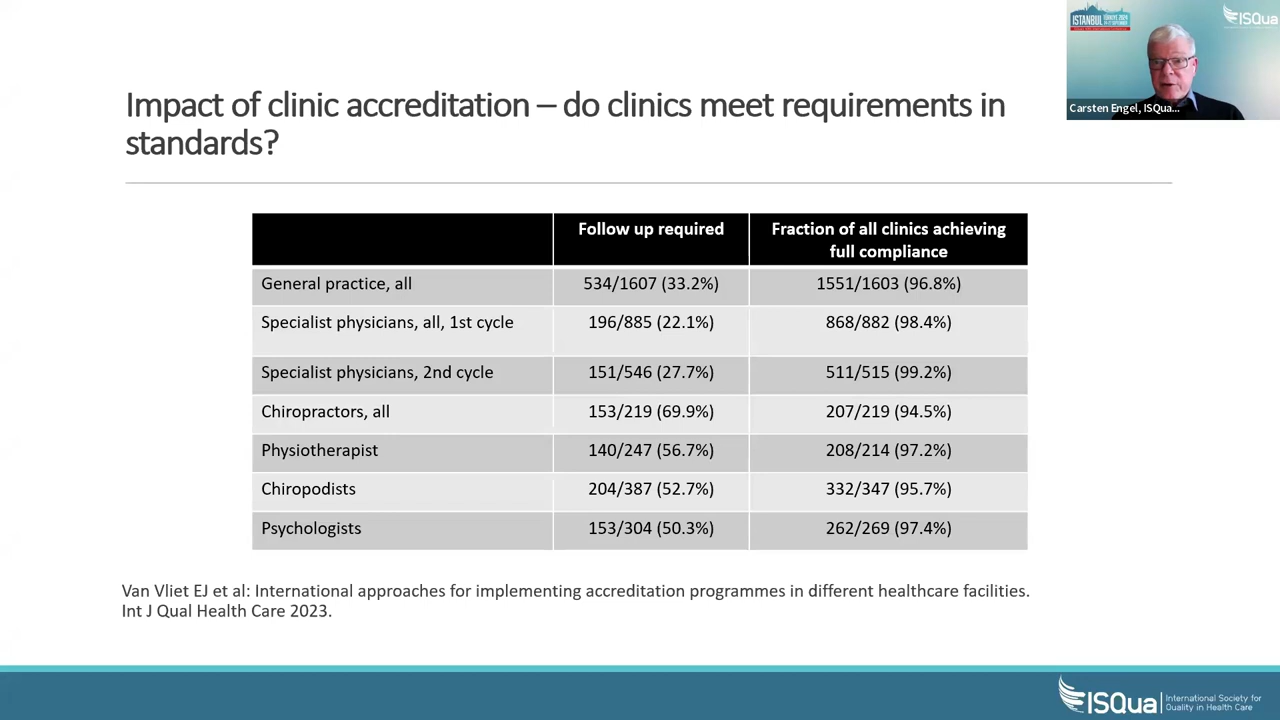 Impact of clinic accreditation – do clinics meet requirements in
standards?
Follow up required
Fraction of all clinics achieving
full compliance
General practice, all 534/1607 (33.2%) 1551/1603 (96.8%)
Specialist physicians, all, 1st cycle 196/885 (22.1%) 868/882 (98.4%)
Specialist physicians, 2nd cycle 151/546 (27.7%) 511/515 (99.2%)
Chiropractors, all 153/219 (69.9%) 207/219 (94.5%)
Physiotherapist 140/247 (56.7%) 208/214 (97.2%)
Chiropodists 204/387 (52.7%) 332/347 (95.7%)
Psychologists 153/304 (50.3%) 262/269 (97.4%)
Van Vliet EJ et al: International approaches for implementing accreditation programmes in different healthcare facilities.
Int J Qual Health Care 2023.
ISTANBUL
ISQua
Carsten Engel, ISQua...
ISQua
International Society for
Quality in Health Care